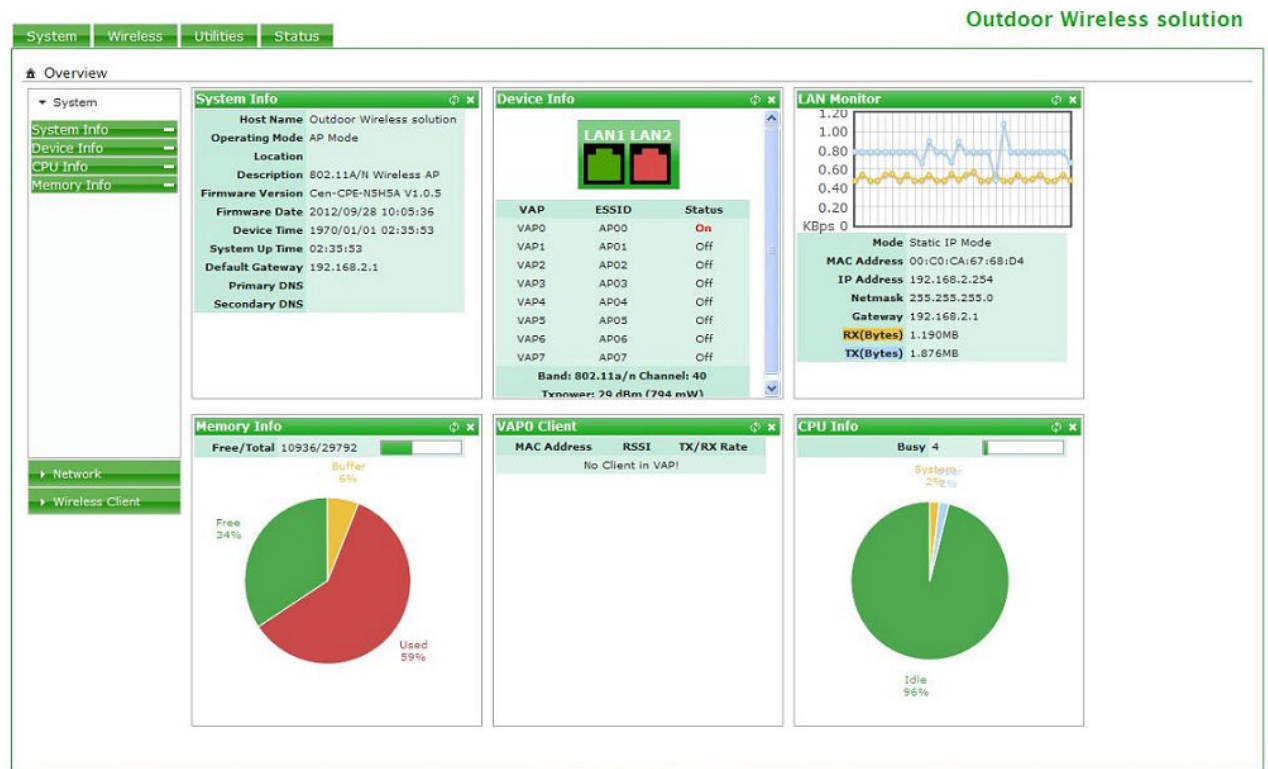 Outdoor Wireless solution
System Wireless Utilities Status
Overview
System
System Info
Device Info
CPU Info
Memory Info
Network
Wireless Client
System Info
Host Name Outdoor Wireless solution
Operating Mode AP Mode
Location
Description 802.11A/N Wireless AP
Firmware Version Cen-CPE-N5H5A V1.0.5
Firmware Date 2012/09/28 10:05:36
Device Time 1970/01/01 02:35:53
System Up Time 02:35:53
Default Gateway 192.168.2.1
Primary DNS
Secondary DNS
Device Info
LAN1 LAN2
VAP ESSID Status
VAP0 AP00 On
VAP1 AP01 Off
VAP2 AP02 Off
VAP3 AP03 Off
VAP4 AP04 Off
VAP5 AP05 Off
VAP6 AP06 Off
VAP7 AP07 Off
Band: 802.11a/n Channel: 40
Txpower: 29 dBm (794 mW)
LAN Monitor
1.20
1.00
0.80
0.60
0.40
0.20
KBps 0
Mode Static IP Mode
MAC Address 00:C0:CA:67:68:D4
IP Address 192.168.2.254
Netmask 255.255.255.0
Gateway 192.168.2.1
RX(Bytes) 1.190MB
TX(Bytes) 1.876MB
Memory Info
Free/Total 10936/29792
Buffer
6%
Free
34%
Used
59%
VAP0 Client
MAC Address RSSI TX/RX Rate
No Client in VAP!
CPU Info
Busy 4
System
2%
Idle
96%